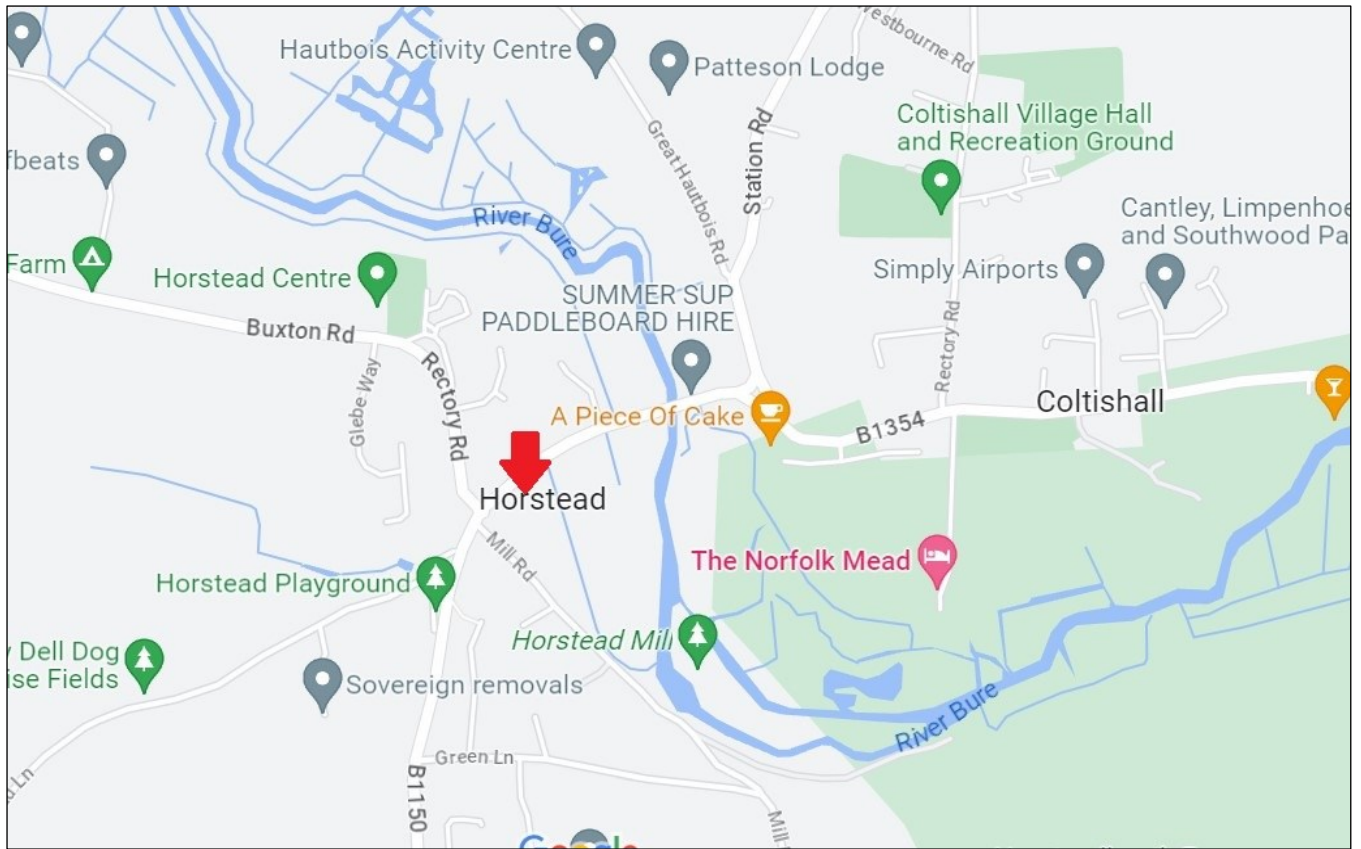 Westbourne Rd
Hautbois Activity Centre
Patteson Lodge
Coltishall Village Hall
and Recreation Ground
Great Hautbois Rd
Station Rd
fbeats
River Bure
Cantley, Limpenhoe
and Southwood Pa
Farm
Horstead Centre
Simply Airports
SUMMER SUP
PADDLEBOARD HIRE
Buxton Rd
Rectory Rd
Glebe Way
Rectory Rd
A Piece Of Cake
Coltishall
B1354
Horstead
Mill Rd
The Norfolk Mead
Horstead Playground
Horstead Mill
y Dell Dog
ise Fields
Sovereign removals
River Bure
Green Ln
B1150
d Ln
Mill
Google